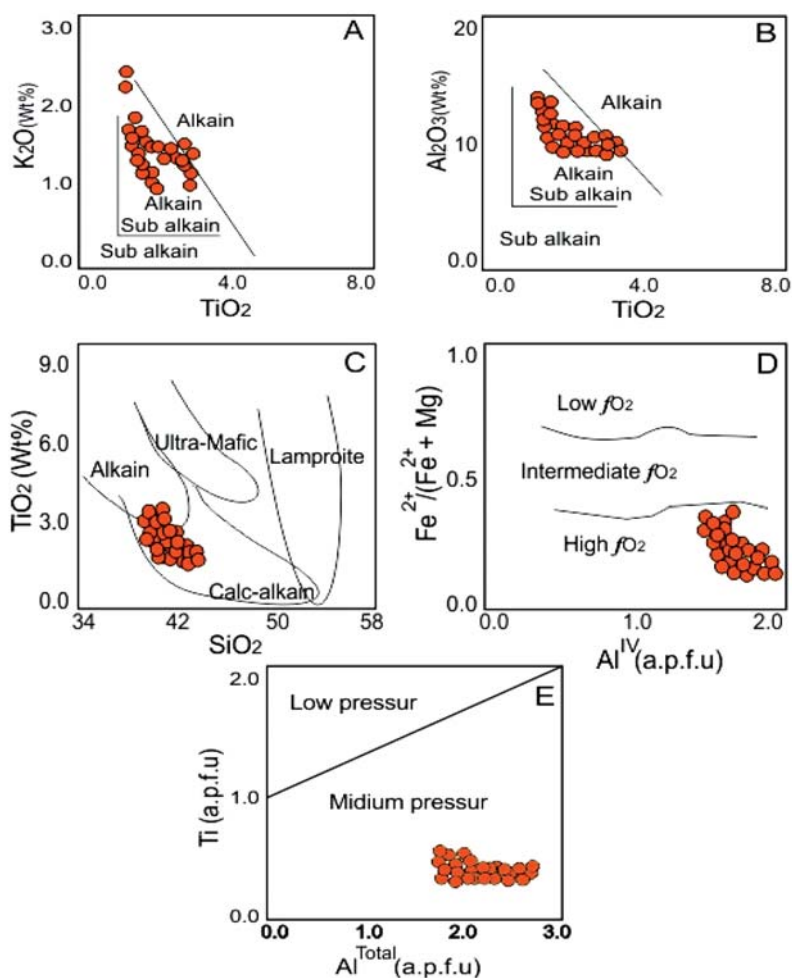 A
K2O(Wt%)
3.0
2.0
1.0
0.0
Alkain
Alkain
Sub alkain
Sub alkain
0.0 4.0 8.0
TiO2
B
Al2O3(Wt%)
20
10
0.0
Alkain
Alkain
Sub alkain
Sub alkain
0.0 4.0 8.0
TiO2
C
TiO2 (Wt%)
9.0
6.0
3.0
0.0
Ultra-Mafic
Alkain
Lamproite
Calc-alkain
34 42 50 58
SiO2
D
Fe2+/(Fe2+ + Mg)
1.0
0.5
0.0
Low fO2
Intermediate fO2
High fO2
0.0 1.0 2.0
AlIV(a.p.f.u)
E
Ti (a.p.f.u)
2.0
1.0
0.0
Low pressur
Midium pressur
0.0 1.0 2.0 3.0
AlTotal (a.p.f.u)